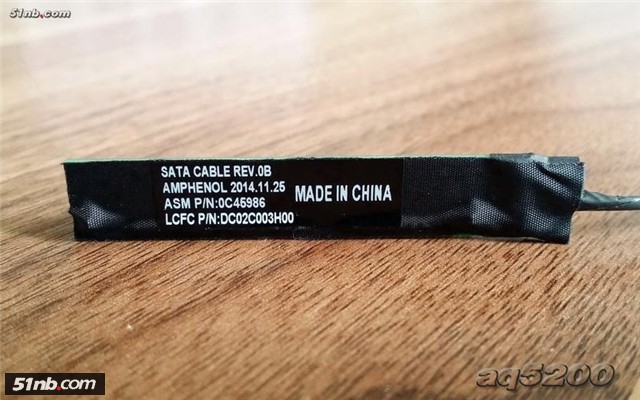 51nb.com
SATA CABLE REV.0B
AMPHENOL 2014.11.25
ASM P/N:0C45986
LCFC P/N:DC02C003H00
MADE IN CHINA
51nb.com
aq5200